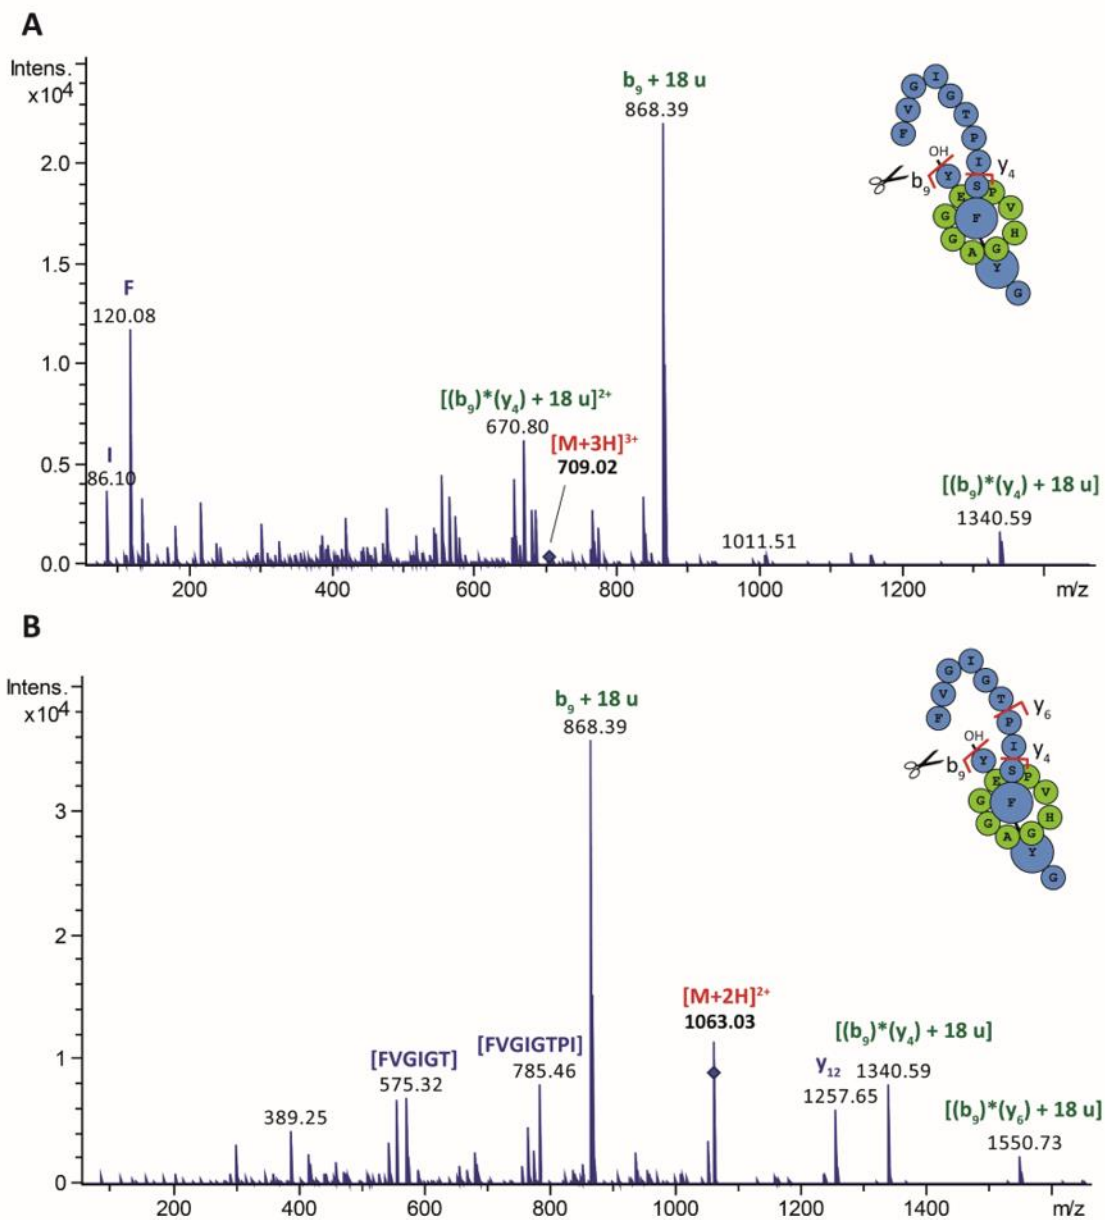 A
Intens.
x10⁴
2.0
1.5
1.0
0.5
0.0
200
400
600
800
1000
1200
m/z
I
86.10
F
120.08
[(b₉)*(y₄) + 18 u]²⁺
670.80
[M+3H]³⁺
709.02
b₉ + 18 u
868.39
1011.51
[(b₉)*(y₄) + 18 u]
1340.59
F V G I G T P I S F Y G
OH
Y
b₉
y₄
E G G A G H V P
B
Intens.
x10⁴
3
2
1
0
200
400
600
800
1000
1200
1400
m/z
389.25
[FVGIGT]
575.32
[FVGIGTPI]
785.46
b₉ + 18 u
868.39
[M+2H]²⁺
1063.03
y₁₂
1257.65
[(b₉)*(y₄) + 18 u]
1340.59
[(b₉)*(y₆) + 18 u]
1550.73
F V G I G T P I S F Y G
OH
Y
b₉
y₆
y₄
E G G A G H V P